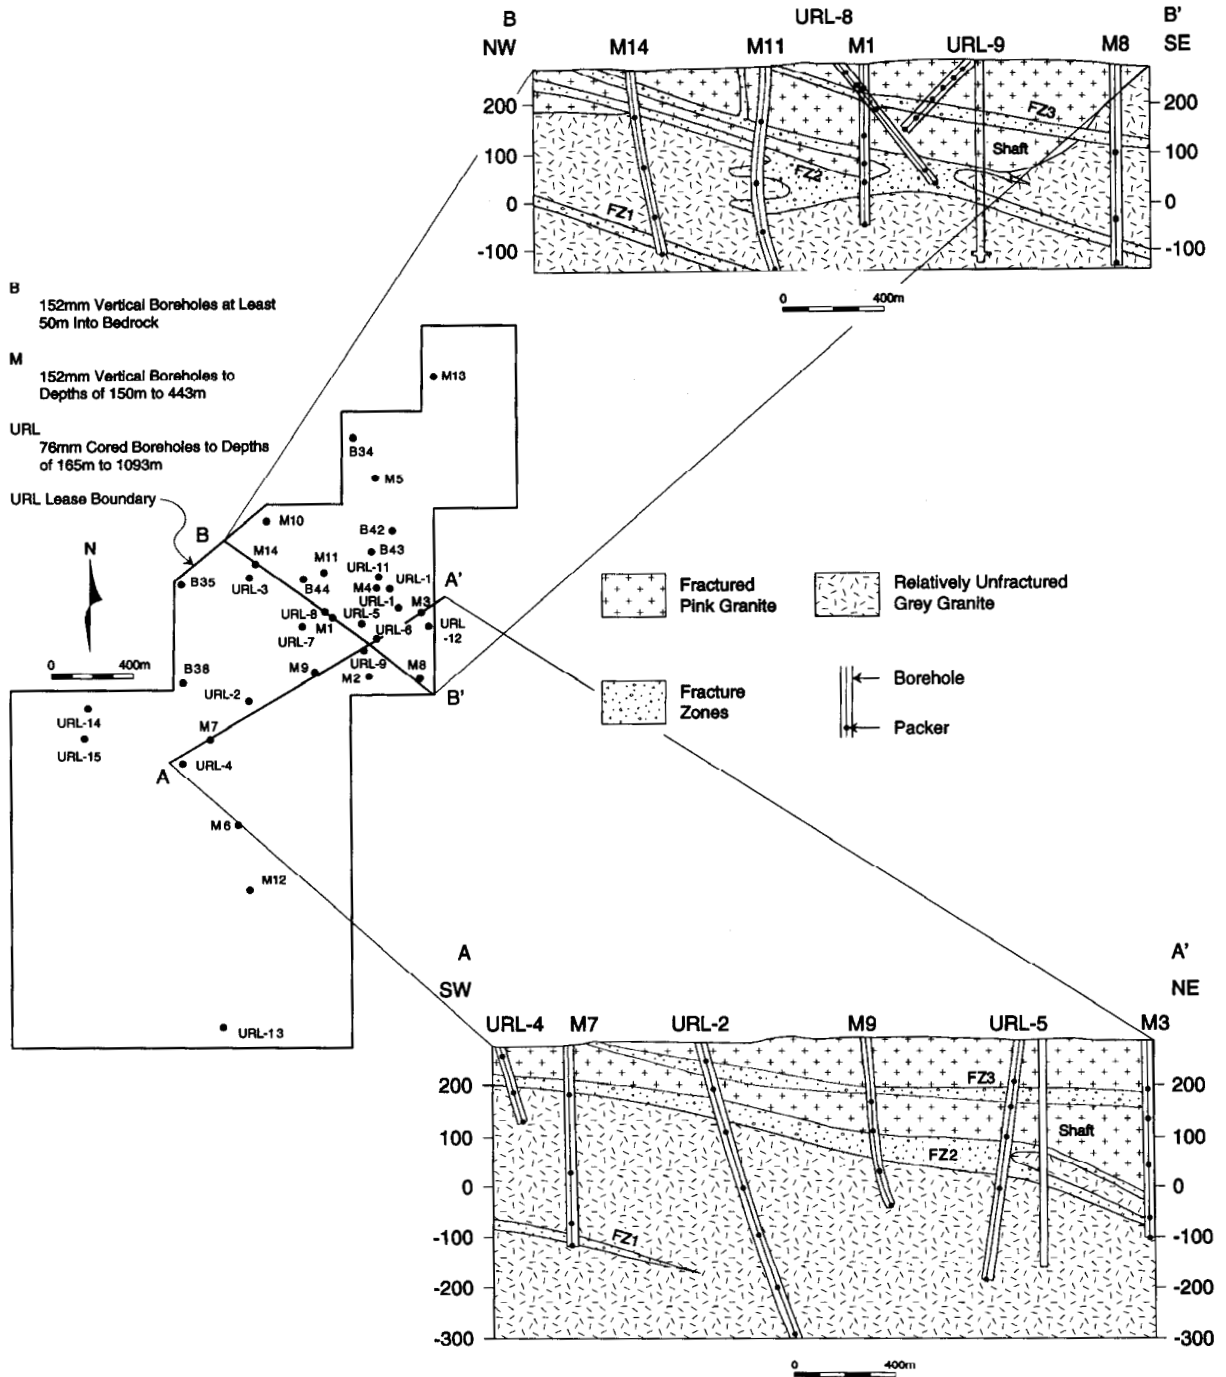 B
B'
URL-8
NW
M14
M11
M1
URL-9
M8
SE
200
100
0
-100
200
100
0
-100
FZ3
Shaft
FZ2
FZ1
0
400m
B
152mm Vertical Boreholes at Least
50m Into Bedrock
M
152mm Vertical Boreholes to
Depths of 150m to 443m
URL
76mm Cored Boreholes to Depths
of 165m to 1093m
URL Lease Boundary
N
0
400m
M13
B34
M5
M10
B
B42
B43
M14
M11
URL-11
B35
URL-3
B44
M4
URL-1
A'
URL-1
M3
URL-8
URL-5
M1
URL-6
URL
-12
URL-7
M9
URL-9
M8
M2
B'
B38
URL-2
URL-14
M7
URL-15
A
URL-4
M6
M12
URL-13
Fractured
Pink Granite
Relatively Unfractured
Grey Granite
Fracture
Zones
Borehole
Packer
A
A'
SW
NE
URL-4
M7
URL-2
M9
URL-5
M3
200
100
0
-100
-200
-300
200
100
0
-100
-200
-300
FZ3
Shaft
FZ2
FZ1
0
400m